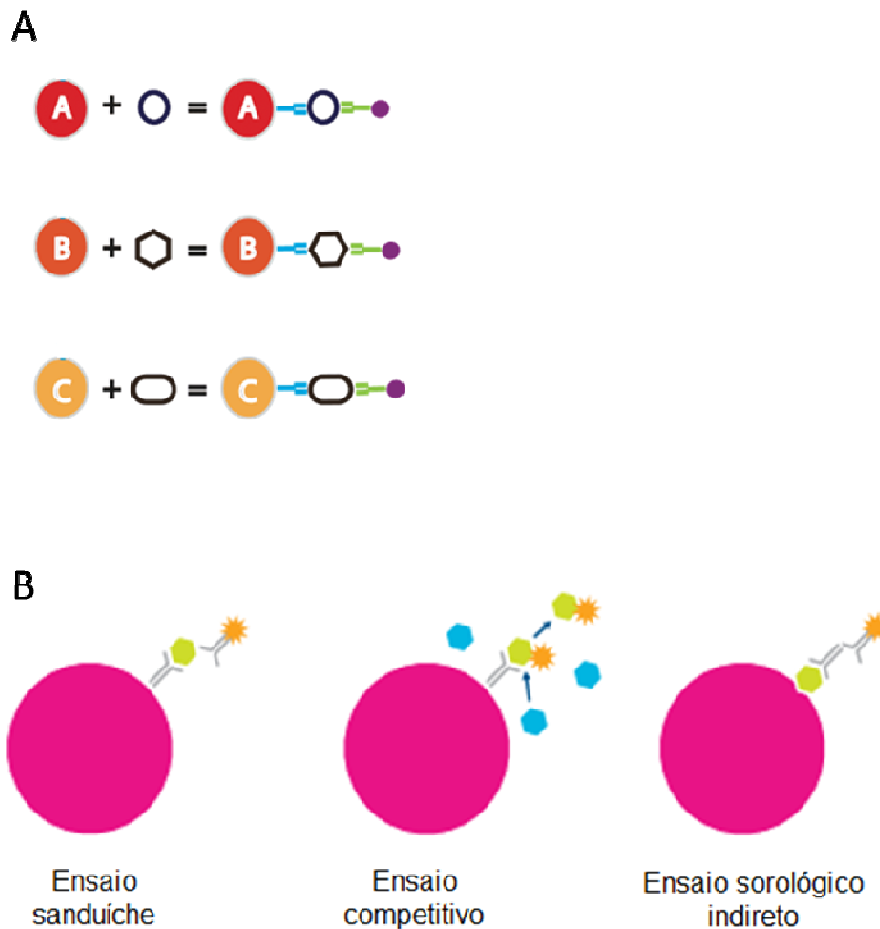 A
A + = A
B + = B
C + = C
B
Ensaio
sanduíche
Ensaio
competitivo
Ensaio sorológico
indireto